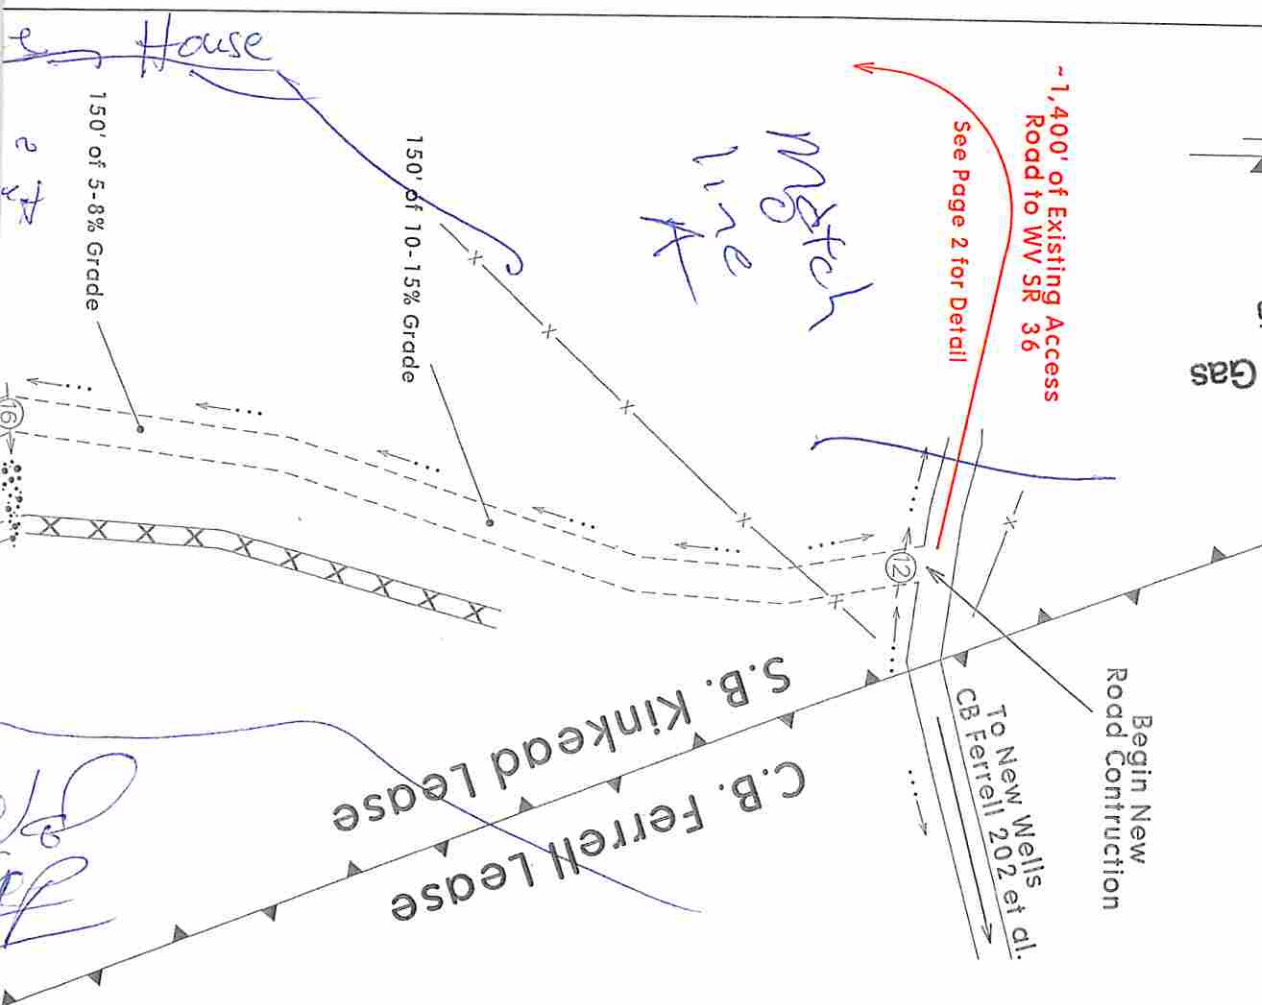 ~1,400' of Existing Access
Road to WV SR 36
See Page 2 for Detail
Gas
House
Match
line
A
150' of 5-8% Grade
150' of 10-15% Grade
16
12
Begin New
Road Contruction
To New Wells
CB Ferrell 202 et al.
S.B. Kinkead Lease
C.B. Ferrell Lease